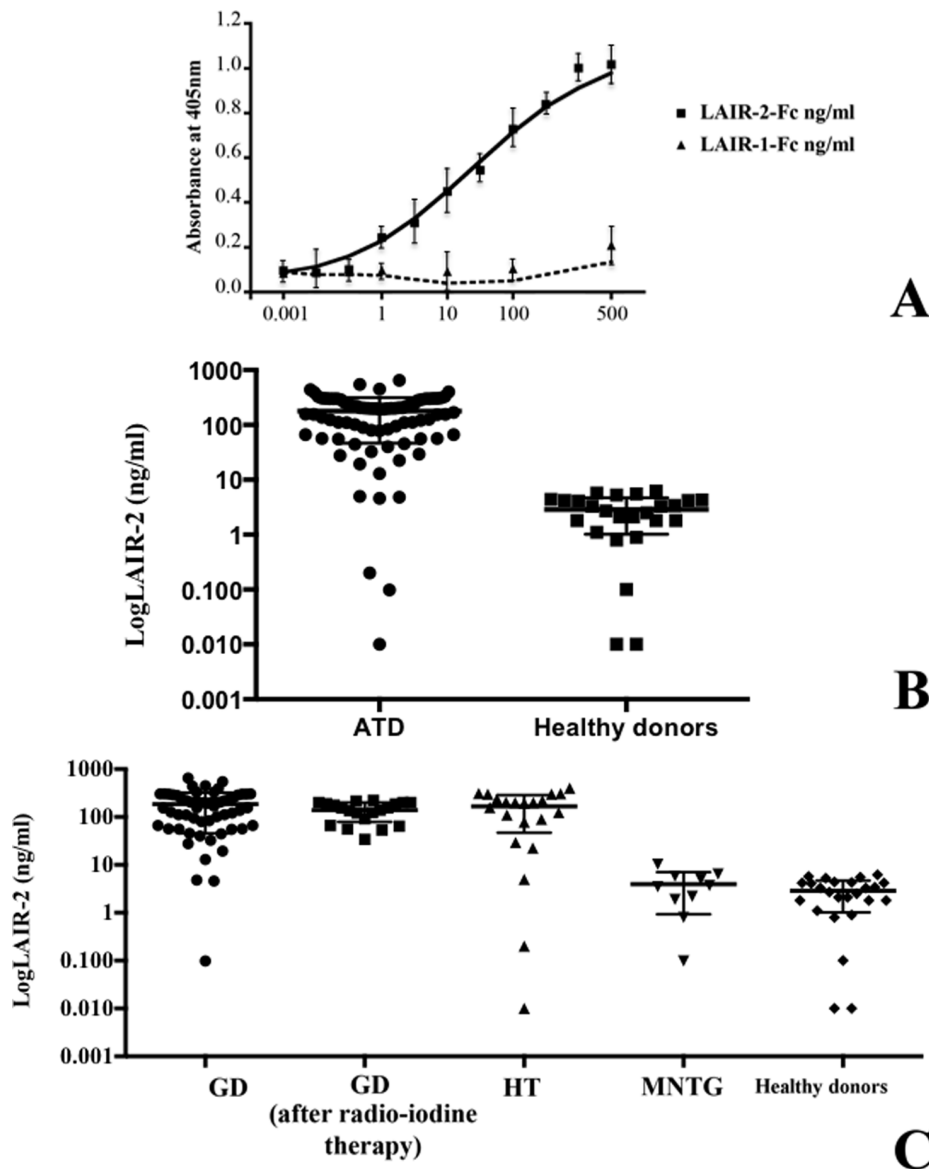 1.2
1.0
0.8
0.6
0.4
0.2
0.0
Absorbance at 405nm
0.001 1 10 100 500
LAIR-2-Fc ng/ml
LAIR-1-Fc ng/ml
A
1000
100
10
1
0.100
0.010
0.001
LogLAIR-2 (ng/ml)
ATD Healthy donors
B
1000
100
10
1
0.100
0.010
0.001
LogLAIR-2 (ng/ml)
GD GD HT MNTG Healthy donors
(after radio-iodine
therapy)
C